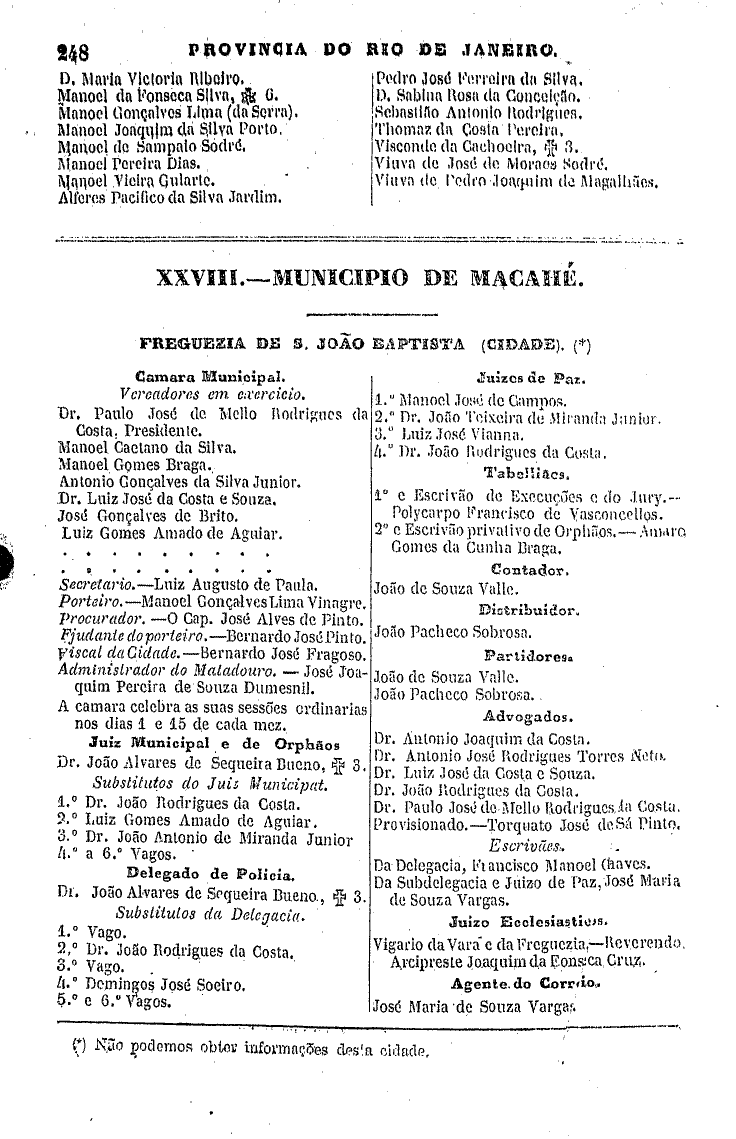 248 PROVINCIA DO RIO DE JANEIRO.
D. Maria Victoria Ribeiro.
Manoel da Fonseca Silva, ✠ 6.
Manoel Gonçalves Lima (da Serra).
Manoel Joaquim da Silva Porto.
Manoel de Sampaio Sodré.
Manoel Pereira Dias.
Manoel Vieira Gularte.
Alferes Pacifico da Silva Jardim.
Pedro José Ferreira da Silva.
D. Sabina Rosa da Conceição.
Sebastião Antonio Rodrigues.
Thomaz da Costa Pereira.
Visconde da Cachoeira, ✠ 3.
Viuva de José de Moraes Sodré.
Viuva de Pedro Joaquim de Magalhães.
XXVIII.—MUNICIPIO DE MACAHÉ.
FREGUEZIA DE S. JOÃO BAPTISTA (CIDADE). (*)
Camara Municipal.
Vereadores em exercicio.
Dr. Paulo José de Mello Rodrigues da
Costa, Presidente.
Manoel Caetano da Silva.
Manoel Gomes Braga.
Antonio Gonçalves da Silva Junior.
Dr. Luiz José da Costa e Souza.
José Gonçalves de Brito.
Luiz Gomes Amado de Aguiar.
. . . . . . . . .
. . . . . . . . .
Secretario.—Luiz Augusto de Paula.
Porteiro.—Manoel Gonçalves Lima Vinagre.
Procurador.—O Cap. José Alves de Pinto.
Ejudante do porteiro.—Bernardo José Pinto.
Fiscal da Cidade.—Bernardo José Fragoso.
Administrador do Matadouro.— José Joa-
quim Pereira de Souza Dumesnil.
A camara celebra as suas sessões ordinarias
nos dias 1 e 15 de cada mez.
Juiz Municipal e de Orphãos
Dr. João Alvares de Sequeira Bueno, ✠ 3.
Substitutos do Juiz Municipal.
1.º Dr. João Rodrigues da Costa.
2.º Luiz Gomes Amado de Aguiar.
3.º Dr. João Antonio de Miranda Junior
4.º a 6.º Vagos.
Delegado de Policia.
Dr. João Alvares de Sequeira Bueno, ✠ 3.
Substitutos da Delegacia.
1.º Vago.
2.º Dr. João Rodrigues da Costa.
3.º Vago.
4.º Domingos José Soeiro.
5.º e 6.º Vagos.
Juizes de Paz.
1.º Manoel José de Campos.
2.º Dr. João Teixeira de Miranda Junior.
3.º Luiz José Vianna.
4.º Dr. João Rodrigues da Costa.
Tabelliães.
1º e Escrivão de Execuções e do Jury.—
Polycarpo Francisco de Vasconcellos.
2º e Escrivão privativo de Orphãos.—Amaro
Gomes da Cunha Braga.
Contador.
João de Souza Valle.
Distribuidor.
João Pacheco Sobrosa.
Partidores.
João de Souza Valle.
João Pacheco Sobrosa.
Advogados.
Dr. Antonio Joaquim da Costa.
Dr. Antonio José Rodrigues Torres Neto.
Dr. Luiz José da Costa e Souza.
Dr. João Rodrigues da Costa.
Dr. Paulo José de Mello Rodrigues da Costa.
Provisionado.—Torquato José de Sá Pinto.
Escrivães.
Da Delegacia, Francisco Manoel Chaves.
Da Subdelegacia e Juizo de Paz, José Maria
de Souza Vargas.
Juizo Ecclesiastico.
Vigario da Vara e da Freguezia,—Reverendo
Arcipreste Joaquim da Fonseca Cruz.
Agente do Correio.
José Maria de Souza Vargas.
(*) Não podemos obter informações desta cidade.